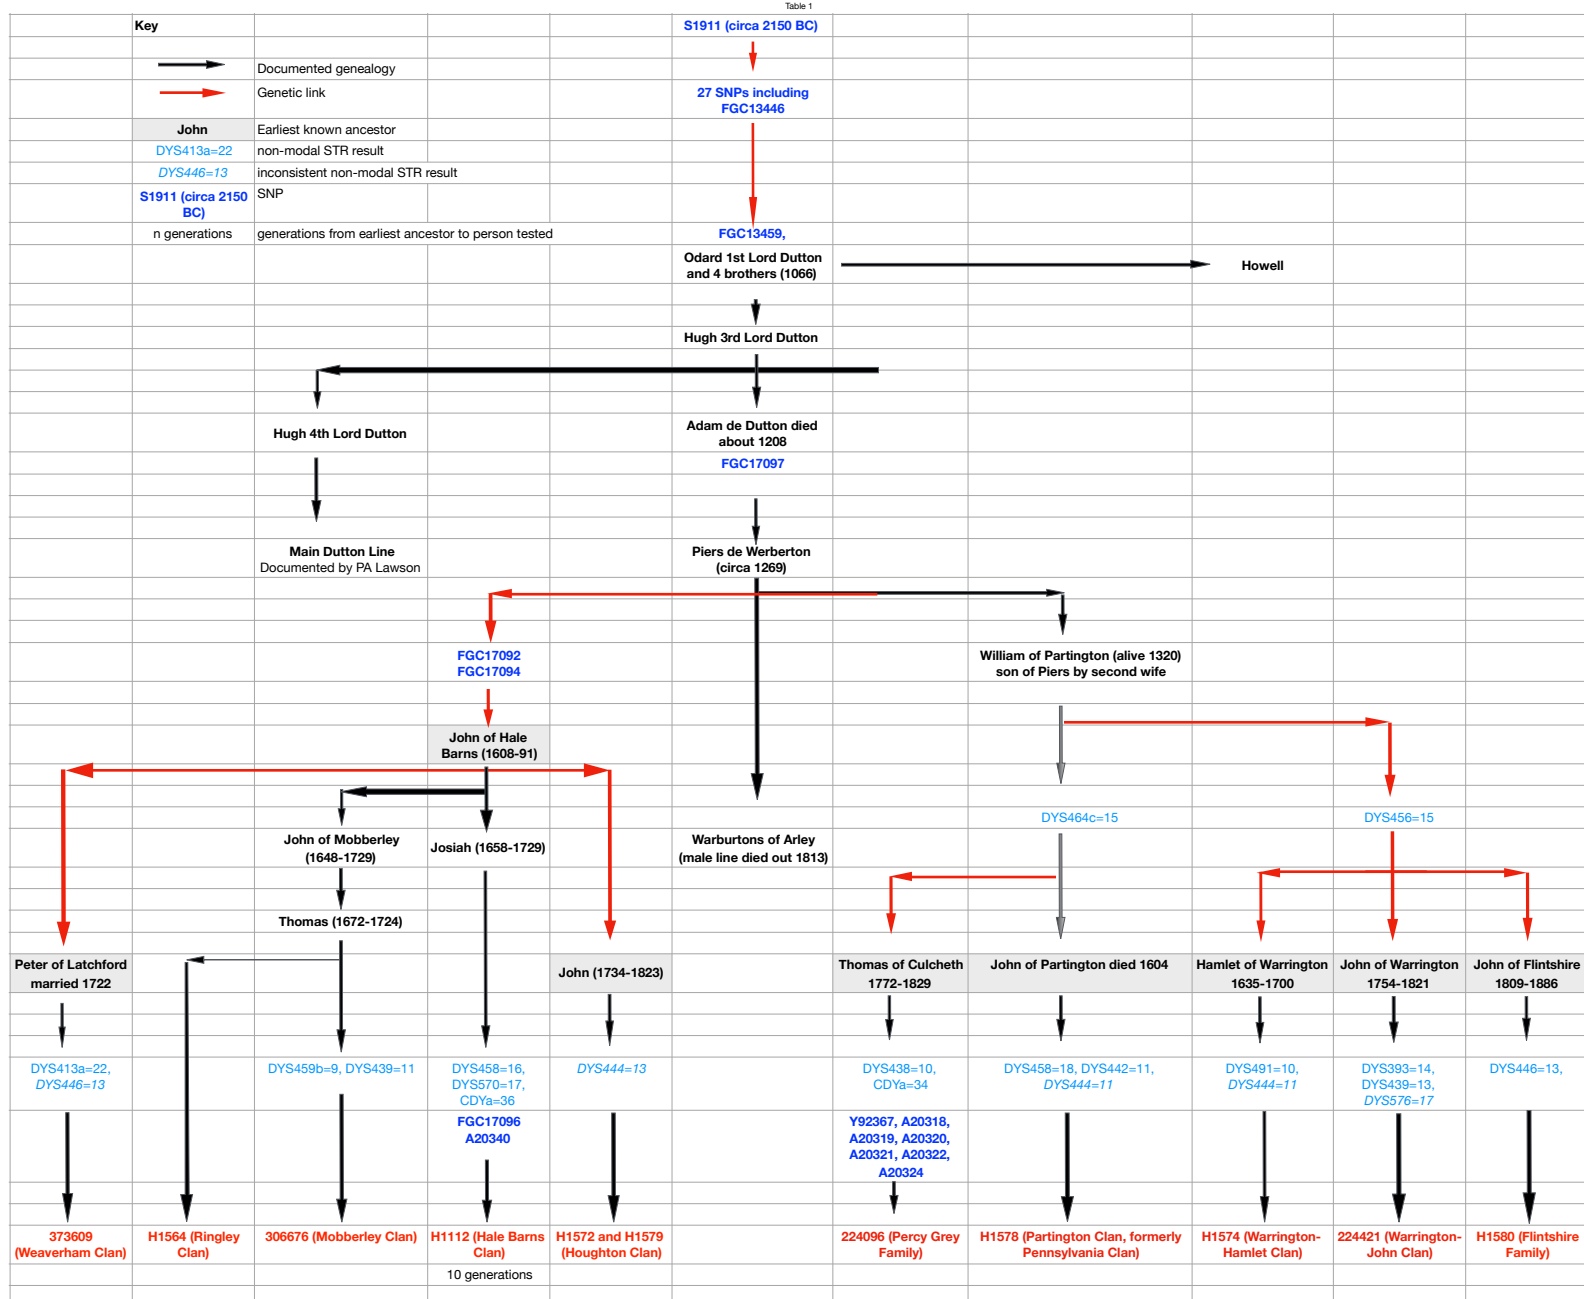 Table 1
Key
S1911 (circa 2150 BC)
Documented genealogy
Genetic link
27 SNPs including
FGC13446
John
Earliest known ancestor
DYS413a=22
non-modal STR result
DYS446=13
inconsistent non-modal STR result
S1911 (circa 2150
BC)
SNP
n generations
generations from earliest ancestor to person tested
FGC13459,
Odard 1st Lord Dutton
and 4 brothers (1066)
Howell
Hugh 3rd Lord Dutton
Hugh 4th Lord Dutton
Adam de Dutton died
about 1208
FGC17097
Main Dutton Line
Documented by PA Lawson
Piers de Werberton
(circa 1269)
FGC17092
FGC17094
William of Partington (alive 1320)
son of Piers by second wife
John of Hale
Barns (1608-91)
DYS464c=15
DYS456=15
John of Mobberley
(1648-1729)
Josiah (1658-1729)
Warburtons of Arley
(male line died out 1813)
Thomas (1672-1724)
Peter of Latchford
married 1722
John (1734-1823)
Thomas of Culcheth
1772-1829
John of Partington died 1604
Hamlet of Warrington
1635-1700
John of Warrington
1754-1821
John of Flintshire
1809-1886
DYS413a=22,
DYS446=13
DYS459b=9, DYS439=11
DYS458=16,
DYS570=17,
CDYa=36
DYS444=13
DYS438=10,
CDYa=34
DYS458=18, DYS442=11,
DYS444=11
DYS491=10,
DYS444=11
DYS393=14,
DYS439=13,
DYS576=17
DYS446=13,
FGC17096
A20340
Y92367, A20318,
A20319, A20320,
A20321, A20322,
A20324
373609
(Weaverham Clan)
H1564 (Ringley
Clan)
306676 (Mobberley Clan)
H1112 (Hale Barns
Clan)
H1572 and H1579
(Houghton Clan)
224096 (Percy Grey
Family)
H1578 (Partington Clan, formerly
Pennsylvania Clan)
H1574 (Warrington-
Hamlet Clan)
224421 (Warrington-
John Clan)
H1580 (Flintshire
Family)
10 generations